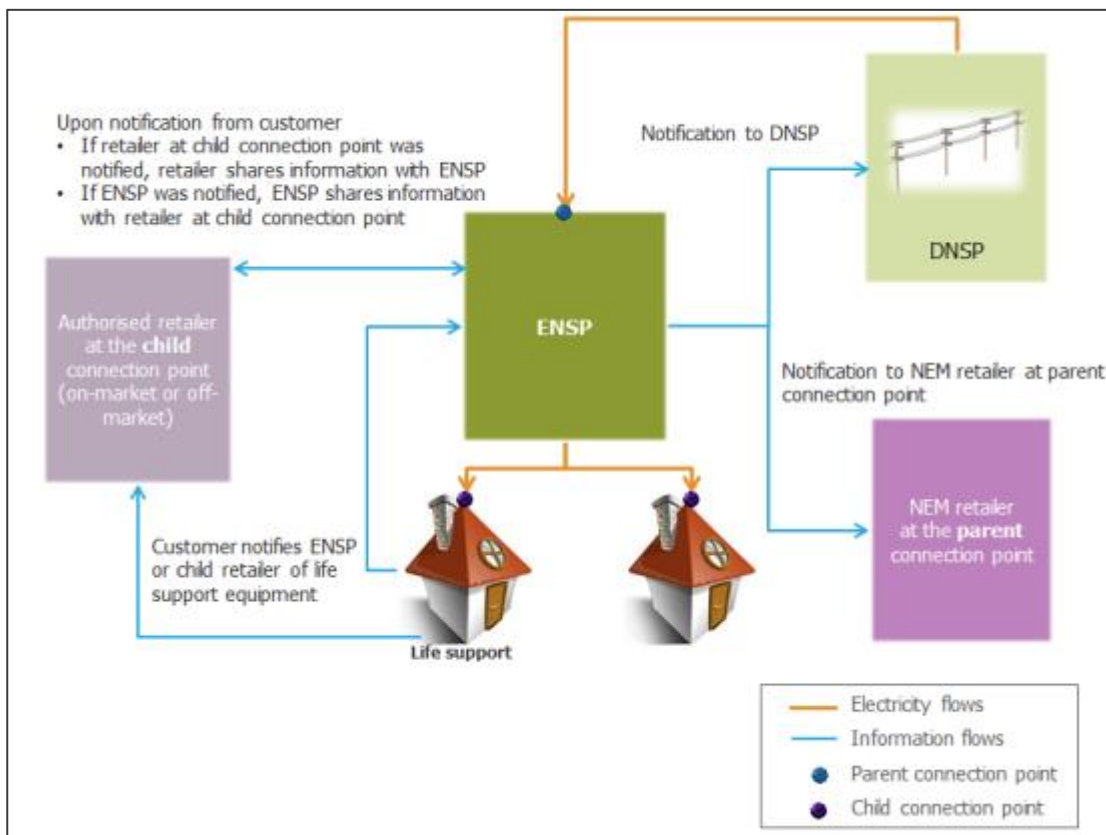 Upon notification from customer
• If retailer at child connection point was
notified, retailer shares information with ENSP
• If ENSP was notified, ENSP shares information
with retailer at child connection point
Notification to DNSP
DNSP
Authorised retailer
at the child
connection point
(on-market or off-
market)
ENSP
Notification to NEM retailer at parent
connection point
NEM retailer
at the parent
connection point
Customer notifies ENSP
or child retailer of life
support equipment
Life support
Electricity flows
Information flows
Parent connection point
Child connection point